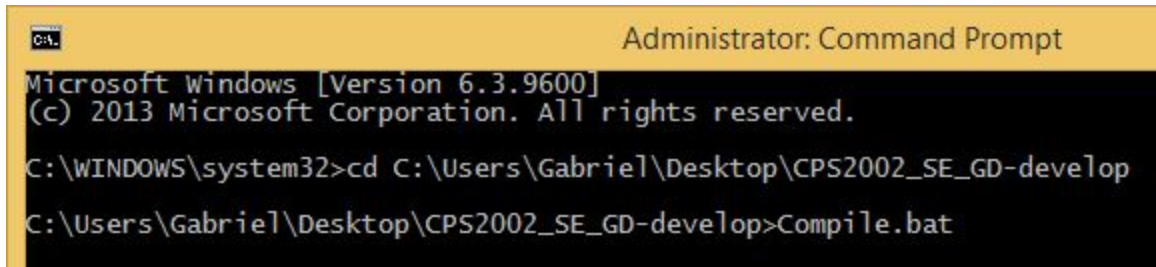 Administrator: Command Prompt
Microsoft Windows [Version 6.3.9600]
(c) 2013 Microsoft Corporation. All rights reserved.
C:\WINDOWS\system32>cd C:\Users\Gabriel\Desktop\CPS2002_SE_GD-develop
C:\Users\Gabriel\Desktop\CPS2002_SE_GD-develop>Compile.bat